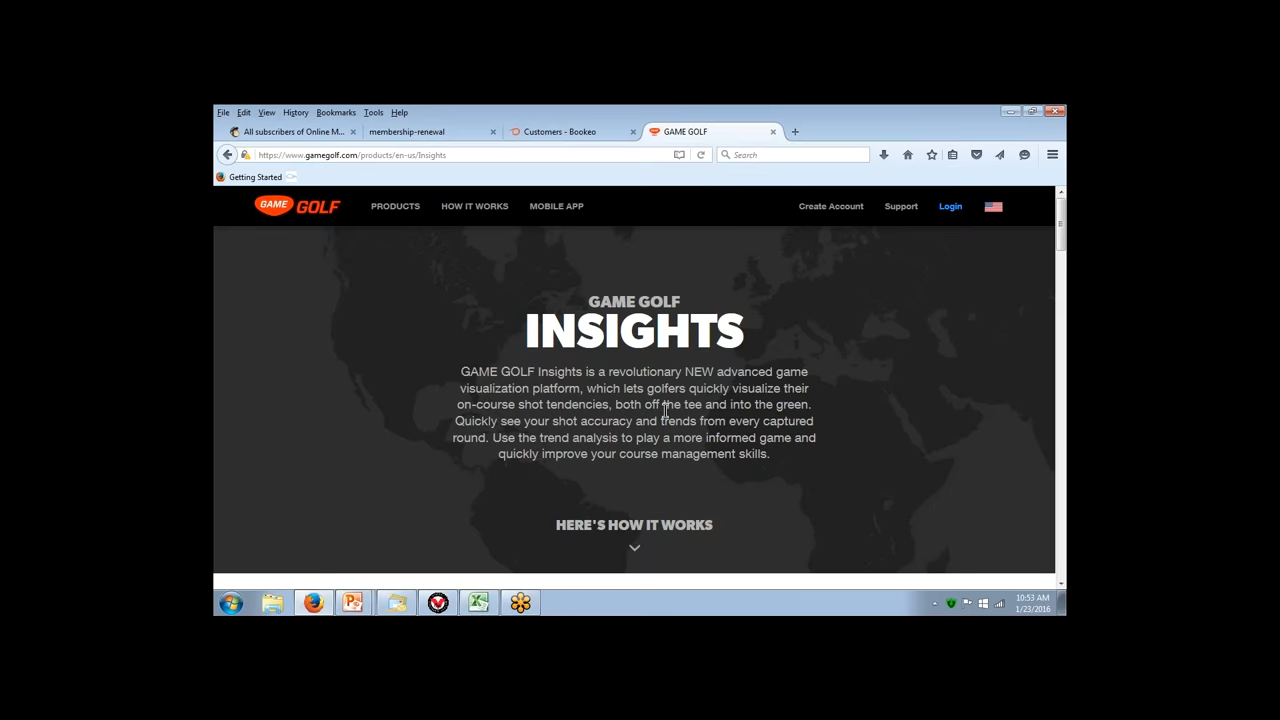 File Edit View History Bookmarks Tools Help
All subscribers of Online M... membership-renewal Customers - Bookeo GAME GOLF
https://www.gamegolf.com/products/en-us/Insights Search
Getting Started
GAME GOLF PRODUCTS HOW IT WORKS MOBILE APP Create Account Support Login
GAME GOLF
INSIGHTS
GAME GOLF Insights is a revolutionary NEW advanced game
visualization platform, which lets golfers quickly visualize their
on-course shot tendencies, both off the tee and into the green.
Quickly see your shot accuracy and trends from every captured
round. Use the trend analysis to play a more informed game and
quickly improve your course management skills.
HERE'S HOW IT WORKS
10:53 AM
1/23/2016